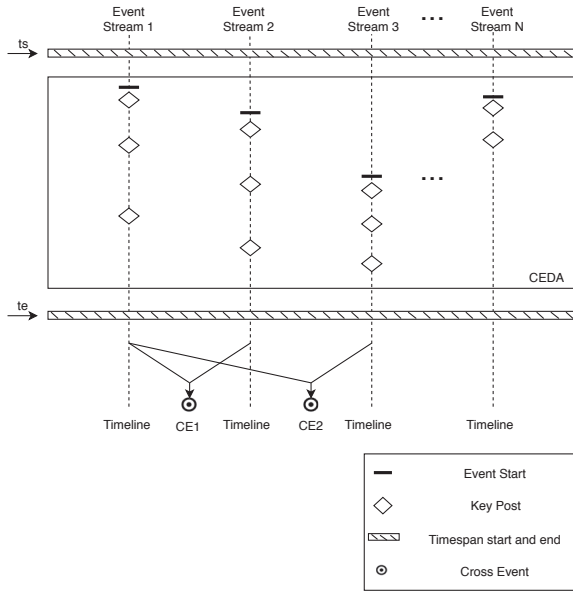 Event
Stream 1
Event
Stream 2
Event
Stream 3
...
Event
Stream N
ts
...
CEDA
te
Timeline
CE1
Timeline
CE2
Timeline
Timeline
Event Start
Key Post
Timespan start and end
Cross Event